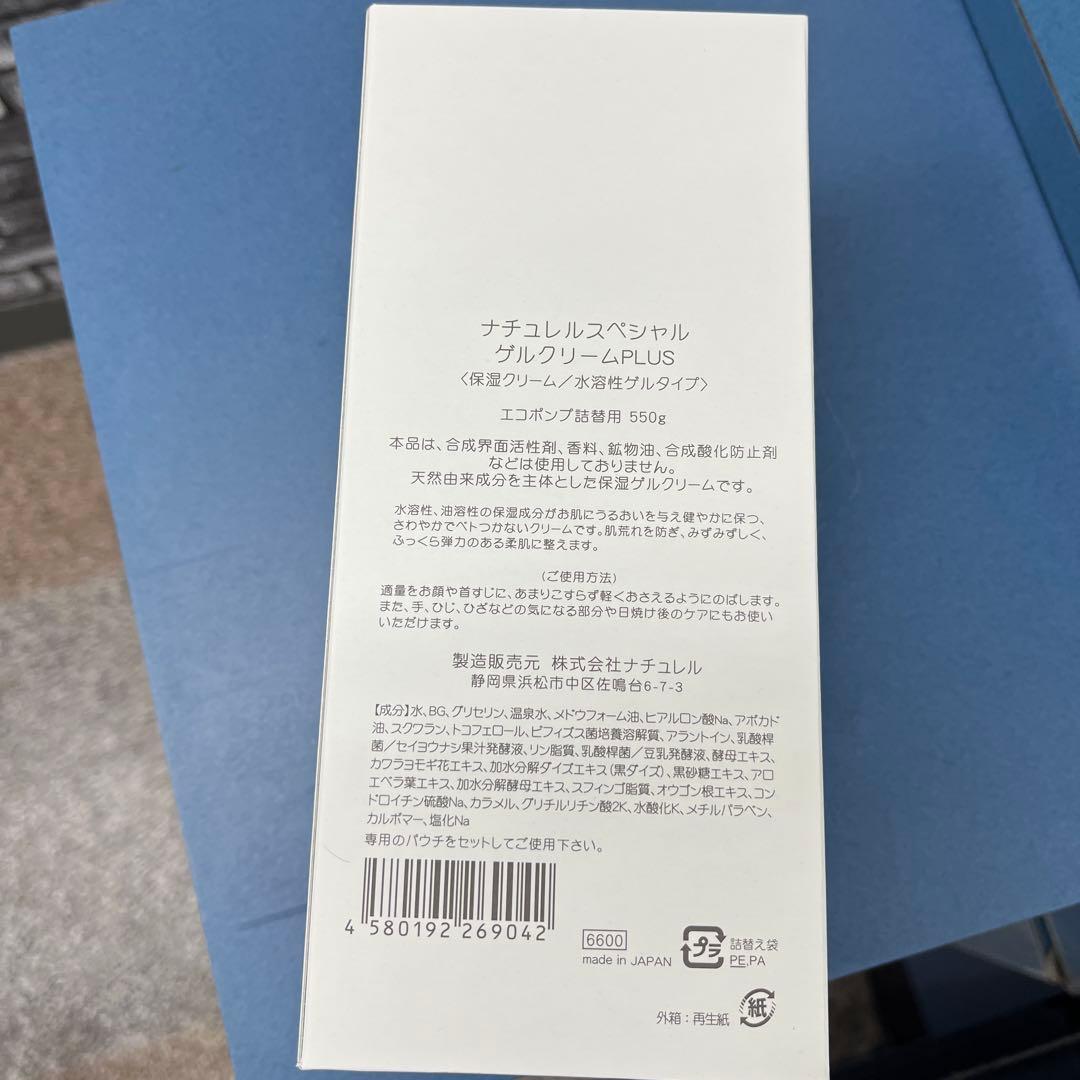 ナチュレルスペシャル
ゲルクリームPLUS
〈保湿クリーム／水溶性ゲルタイプ〉
エコポンプ詰替用 550g
本品は、合成界面活性剤、香料、鉱物油、合成酸化防止剤
などは使用しておりません。
天然由来成分を主体とした保湿ゲルクリームです。
水溶性、油溶性の保湿成分がお肌にうるおいを与え健やかに保つ、
さわやかでベトつかないクリームです。肌荒れを防ぎ、みずみずしく、
ふっくら弾力のある柔肌に整えます。
（ご使用方法）
適量をお顔や首すじに、あまりこすらず軽くおさえるようにのばします。
また、手、ひじ、ひざなどの気になる部分や日焼け後のケアにもお使い
いただけます。
製造販売元 株式会社ナチュレル
静岡県浜松市中区佐鳴台6-7-3
【成分】水、BG、グリセリン、温泉水、メドウフォーム油、ヒアルロン酸Na、アボカド
油、スクワラン、トコフェロール、ビフィズス菌培養溶解質、アラントイン、乳酸桿
菌／セイヨウナシ果汁発酵液、リン脂質、乳酸桿菌／豆乳発酵液、酵母エキス、
カワラヨモギ花エキス、加水分解ダイズエキス（黒ダイズ）、黒砂糖エキス、アロ
エベラ葉エキス、加水分解酵母エキス、スフィンゴ脂質、オウゴン根エキス、コン
ドロイチン硫酸Na、カラメル、グリチルリチン酸2K、水酸化K、メチルパラベン、
カルボマー、塩化Na
専用のパウチをセットしてご使用下さい。
4 580192 269042
6600
made in JAPAN
プラ
詰替え袋
PE,PA
外箱：再生紙
紙